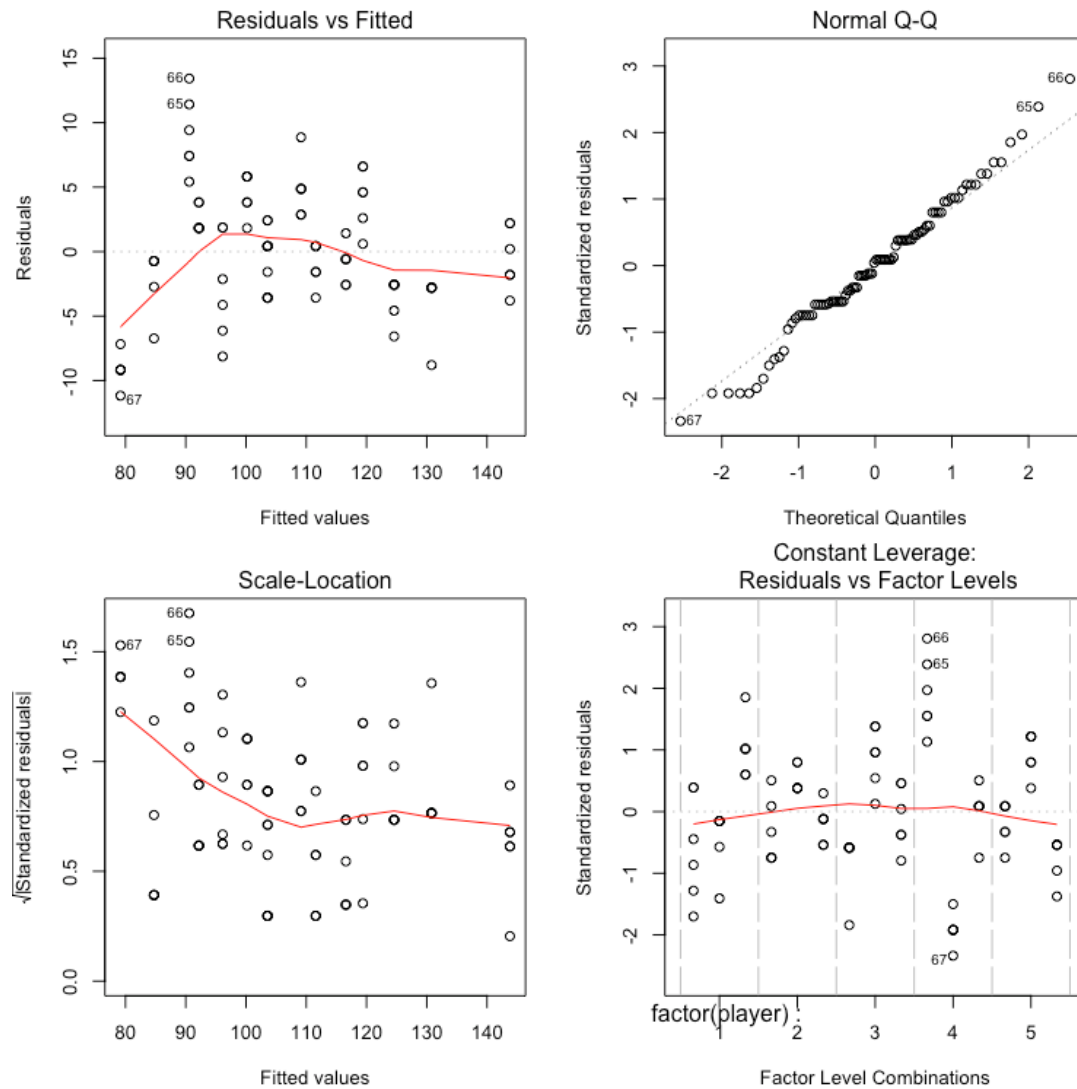 Residuals vs Fitted
Residuals
15
10
5
0
-5
-10
66
65
67
80 90 100 110 120 130 140
Fitted values
Normal Q-Q
Standardized residuals
3
2
1
0
-1
-2
66
65
67
-2 -1 0 1 2
Theoretical Quantiles
Scale-Location
√|Standardized residuals|
1.5
1.0
0.5
0.0
66
65
67
80 90 100 110 120 130 140
Fitted values
Constant Leverage:
Residuals vs Factor Levels
Standardized residuals
3
2
1
0
-1
-2
66
65
67
factor(player) :
1 2 3 4 5
Factor Level Combinations